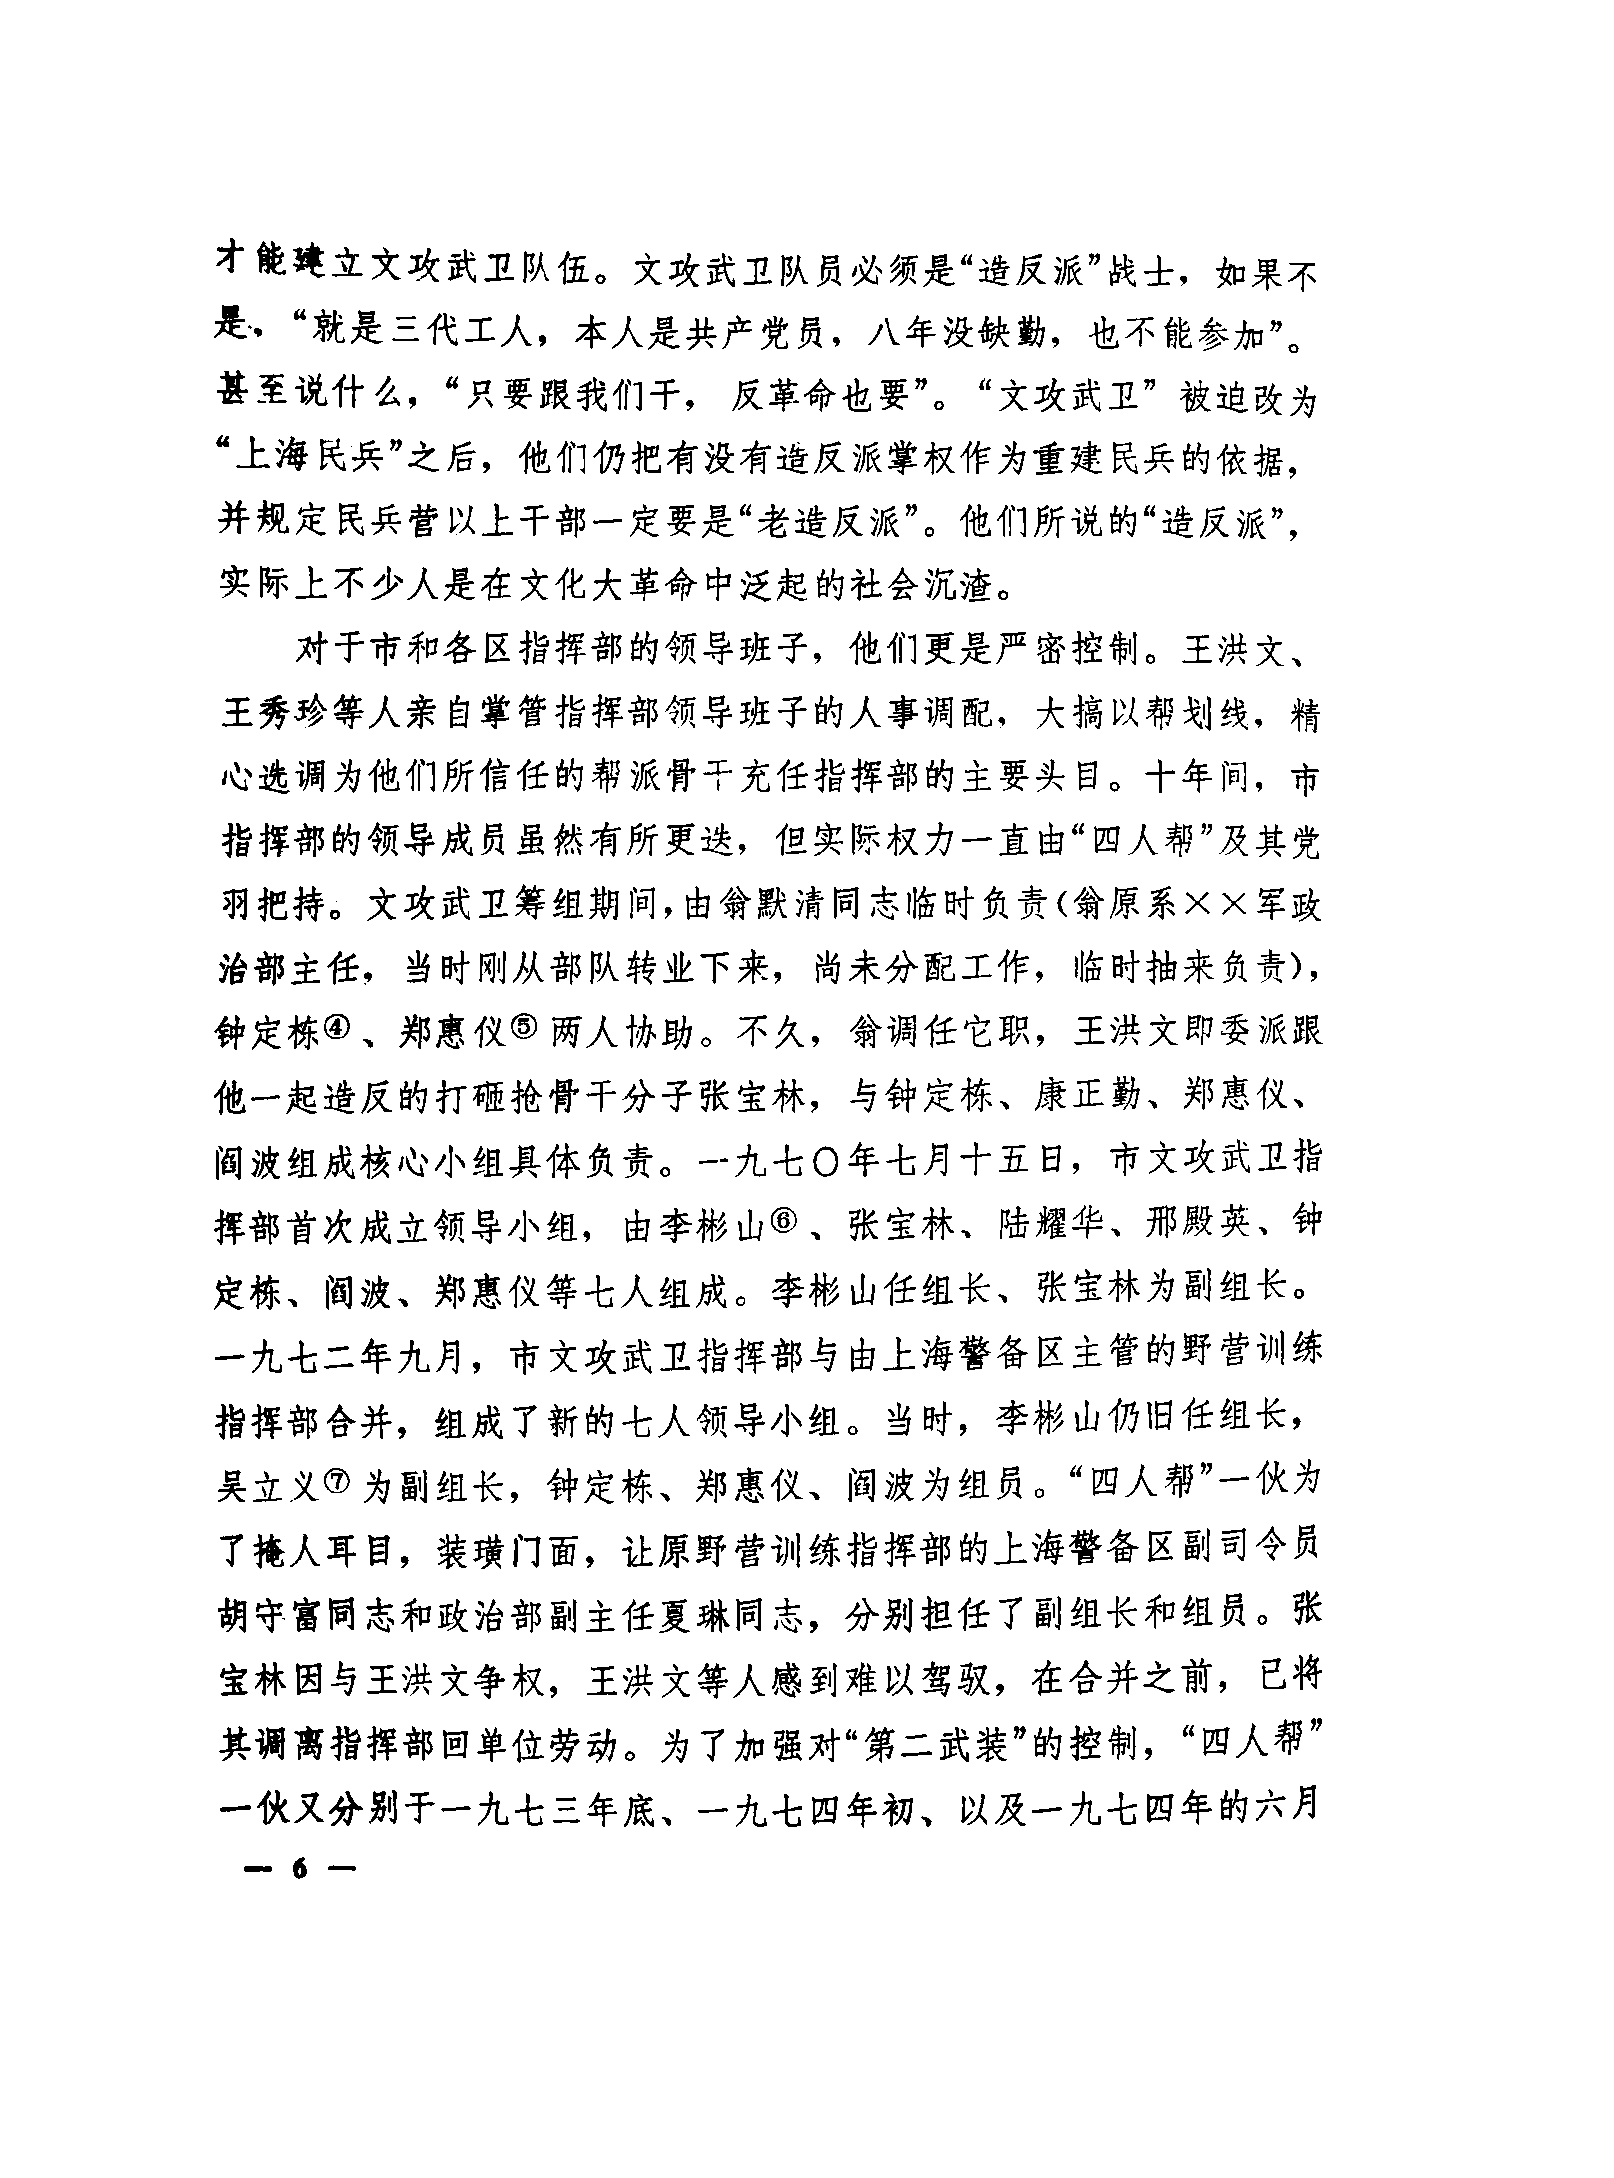 才能建立文攻武卫队伍。文攻武卫队员必须是“造反派”战士，如果不
是，“就是三代工人，本人是共产党员，八年没缺勤，也不能参加”。
甚至说什么，“只要跟我们干，反革命也要”。“文攻武卫”被迫改为
“上海民兵”之后，他们仍把有没有造反派掌权作为重建民兵的依据，
并规定民兵营以上干部一定要是“老造反派”。他们所说的“造反派”，
实际上不少人是在文化大革命中泛起的社会沉渣。
对于市和各区指挥部的领导班子，他们更是严密控制。王洪文、
王秀珍等人亲自掌管指挥部领导班子的人事调配，大搞以帮划线，精
心选调为他们所信任的帮派骨干充任指挥部的主要头目。十年间，市
指挥部的领导成员虽然有所更迭，但实际权力一直由“四人帮”及其党
羽把持。文攻武卫筹组期间，由翁默清同志临时负责（翁原系××军政
治部主任，当时刚从部队转业下来，尚未分配工作，临时抽来负责），
钟定栋④、郑惠仪⑤两人协助。不久，翁调任它职，王洪文即委派跟
他一起造反的打砸抢骨干分子张宝林，与钟定栋、康正勤、郑惠仪、
阎波组成核心小组具体负责。一九七〇年七月十五日，市文攻武卫指
挥部首次成立领导小组，由李彬山⑥、张宝林、陆耀华、邢殿英、钟
定栋、阎波、郑惠仪等七人组成。李彬山任组长、张宝林为副组长。
一九七二年九月，市文攻武卫指挥部与由上海警备区主管的野营训练
指挥部合并，组成了新的七人领导小组。当时，李彬山仍旧任组长，
吴立义⑦为副组长，钟定栋、郑惠仪、阎波为组员。“四人帮”一伙为
了掩人耳目，装璜门面，让原野营训练指挥部的上海警备区副司令员
胡守富同志和政治部副主任夏琳同志，分别担任了副组长和组员。张
宝林因与王洪文争权，王洪文等人感到难以驾驭，在合并之前，已将
其调离指挥部回单位劳动。为了加强对“第二武装”的控制，“四人帮”
一伙又分别于一九七三年底、一九七四年初、以及一九七四年的六月
— 6 —